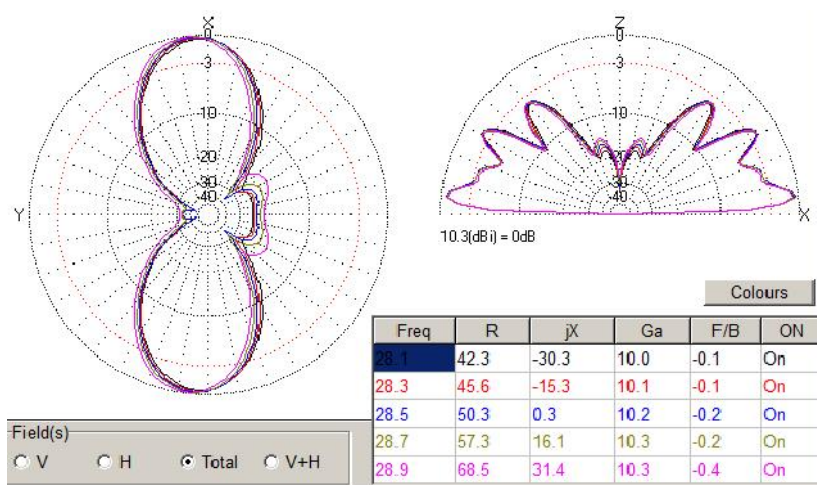 X
0
-3
-10
-20
-30
-40
Y
Z
0
-3
-10
-20
-30
-40
X
10.3(dBi) = 0dB
Colours
Freq R jX Ga F/B ON
28.1 42.3 -30.3 10.0 -0.1 On
28.3 45.6 -15.3 10.1 -0.1 On
28.5 50.3 0.3 10.2 -0.2 On
28.7 57.3 16.1 10.3 -0.2 On
28.9 68.5 31.4 10.3 -0.4 On
Field(s)
V H Total V+H